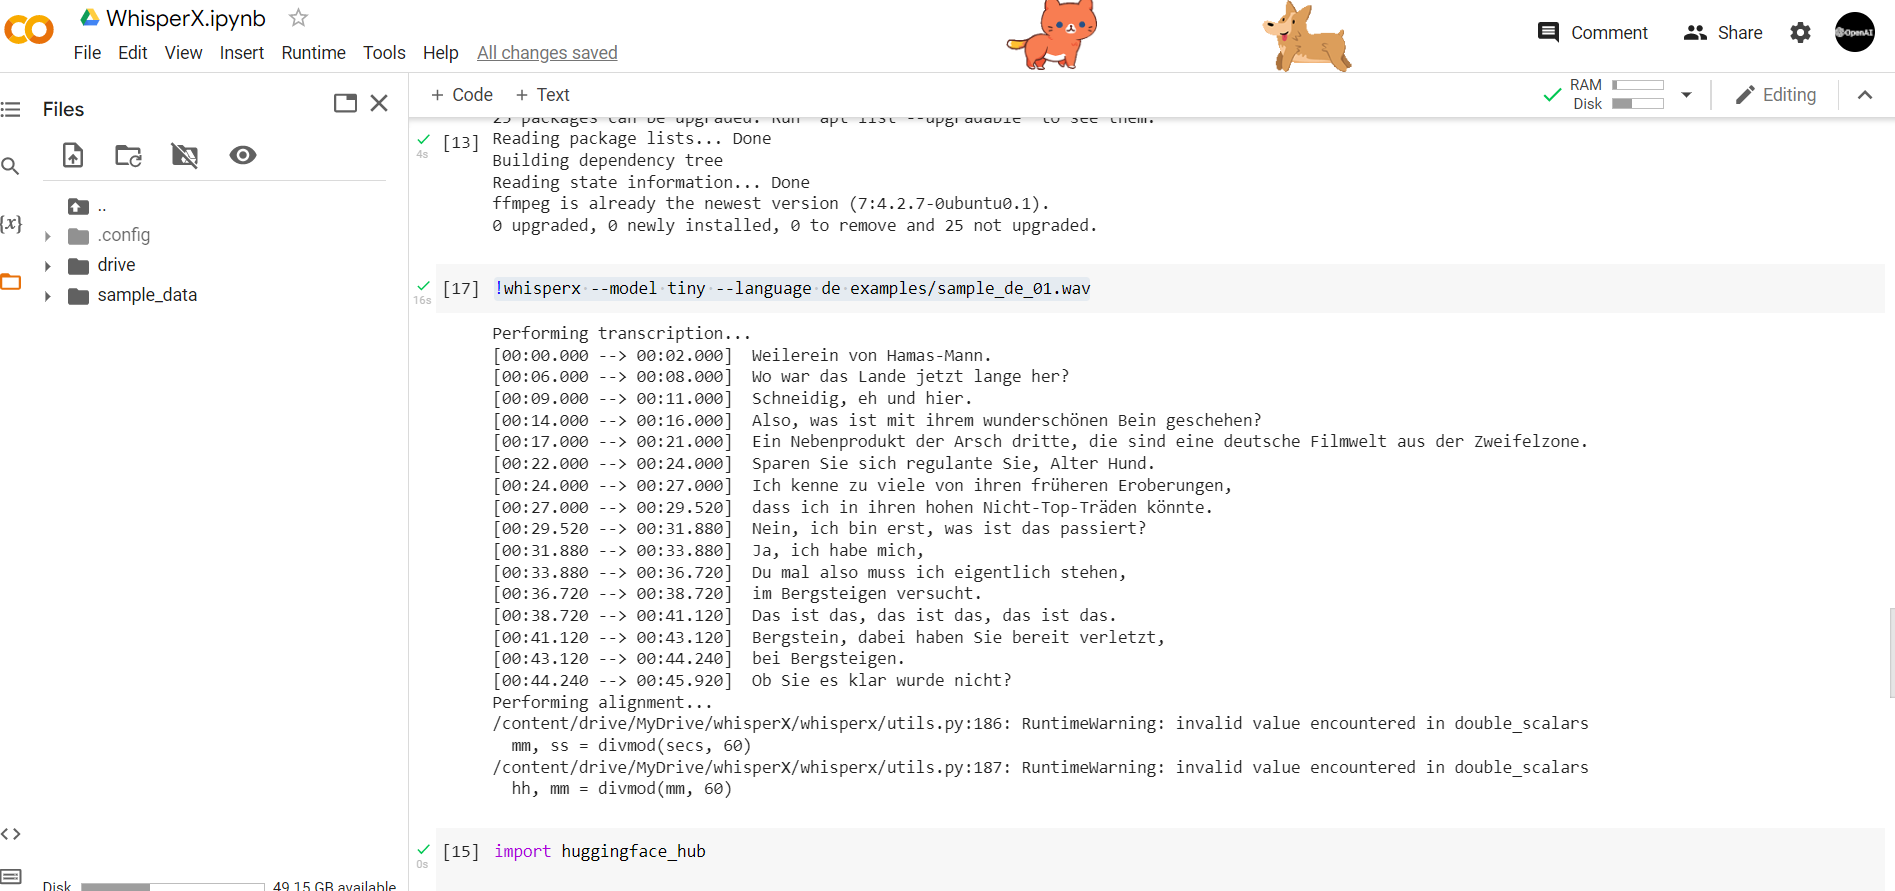 WhisperX.ipynb
File Edit View Insert Runtime Tools Help All changes saved
Comment Share
OpenAI
Files
+ Code + Text
RAM
Disk
Editing
..
.config
drive
sample_data
{x}
25 packages can be upgraded. Run 'apt list --upgradable' to see them.
[13] Reading package lists... Done
4s
Building dependency tree
Reading state information... Done
ffmpeg is already the newest version (7:4.2.7-0ubuntu0.1).
0 upgraded, 0 newly installed, 0 to remove and 25 not upgraded.
[17] !whisperx --model tiny --language de examples/sample_de_01.wav
16s
Performing transcription...
[00:00.000 --> 00:02.000]  Weilerein von Hamas-Mann.
[00:06.000 --> 00:08.000]  Wo war das Lande jetzt lange her?
[00:09.000 --> 00:11.000]  Schneidig, eh und hier.
[00:14.000 --> 00:16.000]  Also, was ist mit ihrem wunderschönen Bein geschehen?
[00:17.000 --> 00:21.000]  Ein Nebenprodukt der Arsch dritte, die sind eine deutsche Filmwelt aus der Zweifelzone.
[00:22.000 --> 00:24.000]  Sparen Sie sich regulante Sie, Alter Hund.
[00:24.000 --> 00:27.000]  Ich kenne zu viele von ihren früheren Eroberungen,
[00:27.000 --> 00:29.520]  dass ich in ihren hohen Nicht-Top-Träden könnte.
[00:29.520 --> 00:31.880]  Nein, ich bin erst, was ist das passiert?
[00:31.880 --> 00:33.880]  Ja, ich habe mich,
[00:33.880 --> 00:36.720]  Du mal also muss ich eigentlich stehen,
[00:36.720 --> 00:38.720]  im Bergsteigen versucht.
[00:38.720 --> 00:41.120]  Das ist das, das ist das, das ist das.
[00:41.120 --> 00:43.120]  Bergstein, dabei haben Sie bereit verletzt,
[00:43.120 --> 00:44.240]  bei Bergsteigen.
[00:44.240 --> 00:45.920]  Ob Sie es klar wurde nicht?
Performing alignment...
/content/drive/MyDrive/whisperX/whisperx/utils.py:186: RuntimeWarning: invalid value encountered in double_scalars
  mm, ss = divmod(secs, 60)
/content/drive/MyDrive/whisperX/whisperx/utils.py:187: RuntimeWarning: invalid value encountered in double_scalars
  hh, mm = divmod(mm, 60)
[15] import huggingface_hub
0s
Disk 49.15 GB available